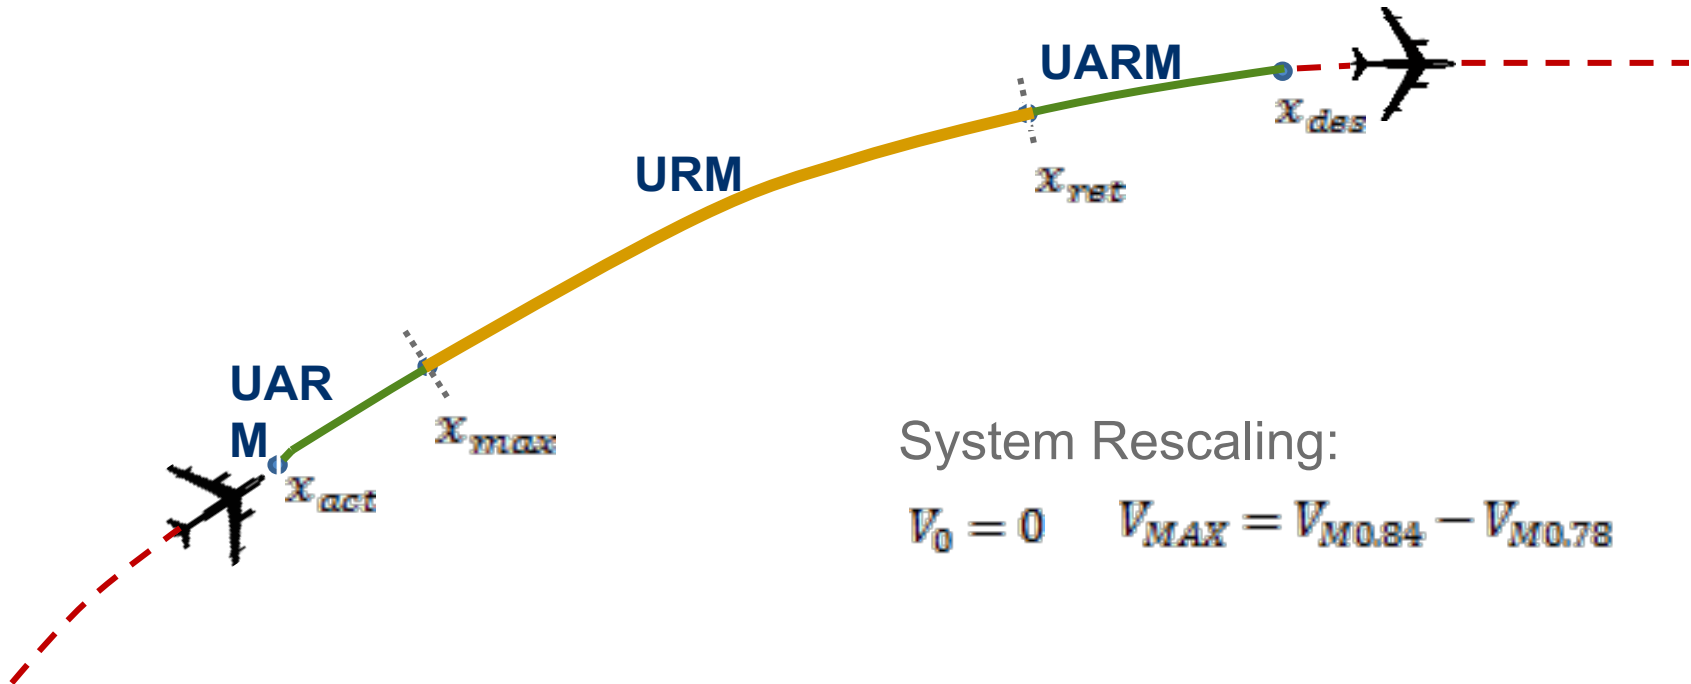 UARM
x_des
URM
x_ret
UAR
M
x_max
x_act
System Rescaling:
V_0 = 0 V_MAX = V_M0.84 − V_M0.78